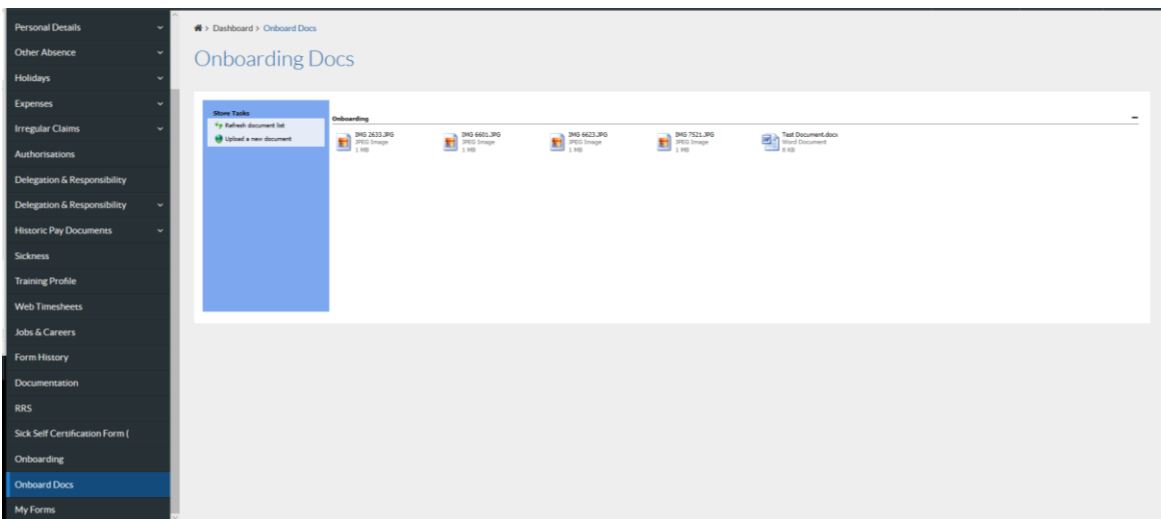 Personal Details
Other Absence
Holidays
Expenses
Irregular Claims
Authorisations
Delegation & Responsibility
Delegation & Responsibility
Historic Pay Documents
Sickness
Training Profile
Web Timesheets
Jobs & Careers
Form History
Documentation
RRS
Sick Self Certification Form (
Onboarding
Onboard Docs
My Forms
> Dashboard > Onboard Docs
Onboarding Docs
Store Tasks
Refresh document list
Upload a new document
Onboarding
IMG 2633.JPG
JPEG Image
1 MB
IMG 6601.JPG
JPEG Image
1 MB
IMG 6623.JPG
JPEG Image
1 MB
IMG 7521.JPG
JPEG Image
1 MB
Test Document.docx
Word Document
8 KB